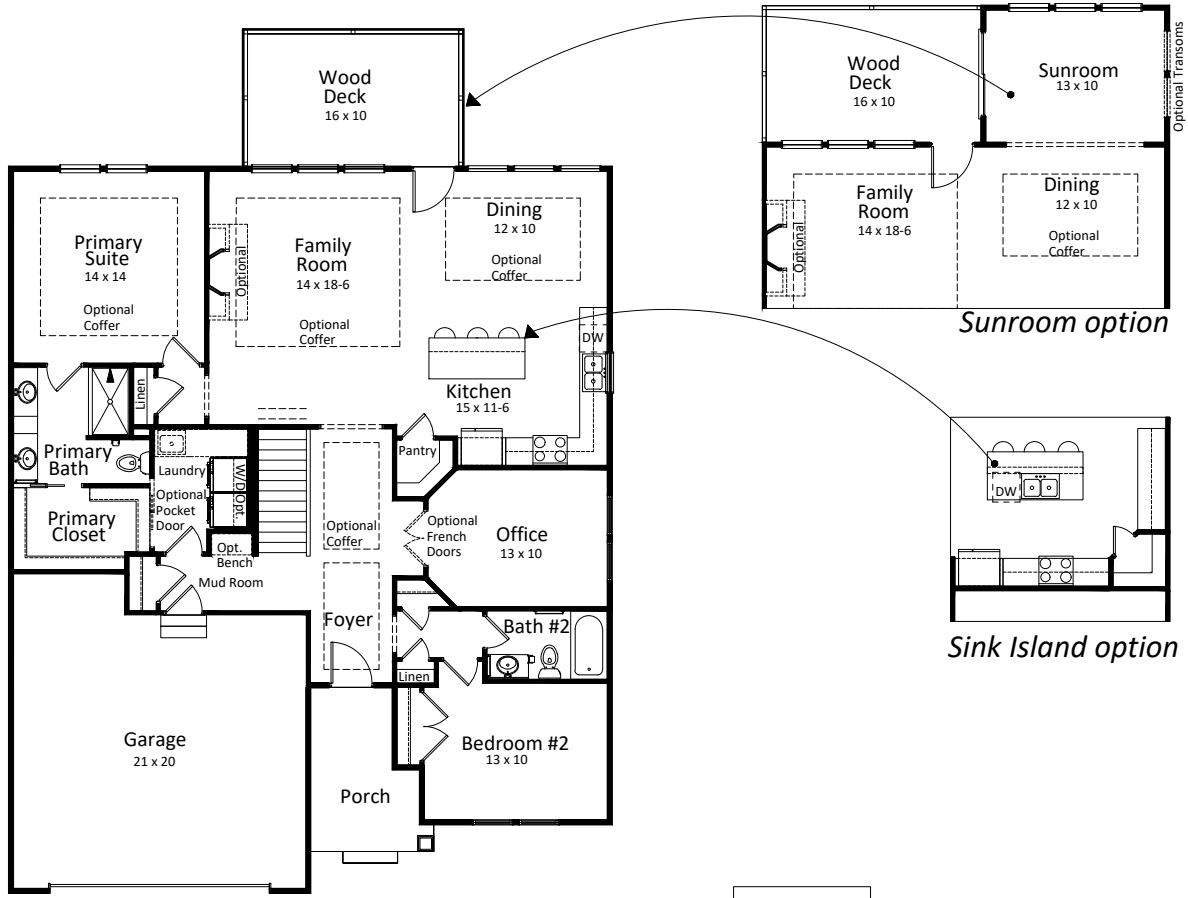 Wood
Deck
16 x 10
Primary
Suite
14 x 14
Optional
Coffer
Optional
Family
Room
14 x 18-6
Optional
Coffer
Dining
12 x 10
Optional
Coffer
DW
Kitchen
15 x 11-6
Linen
Primary
Bath
Primary
Closet
Laundry
W/D Opt.
Optional
Pocket
Door
Opt.
Bench
Mud Room
Pantry
Optional
Coffer
Optional
French
Doors
Office
13 x 10
Foyer
Bath #2
Linen
Bedroom #2
13 x 10
Garage
21 x 20
Porch
Wood
Deck
16 x 10
Sunroom
13 x 10
Optional Transoms
Family
Room
14 x 18-6
Optional
Dining
12 x 10
Optional
Coffer
Sunroom option
DW
Sink Island option